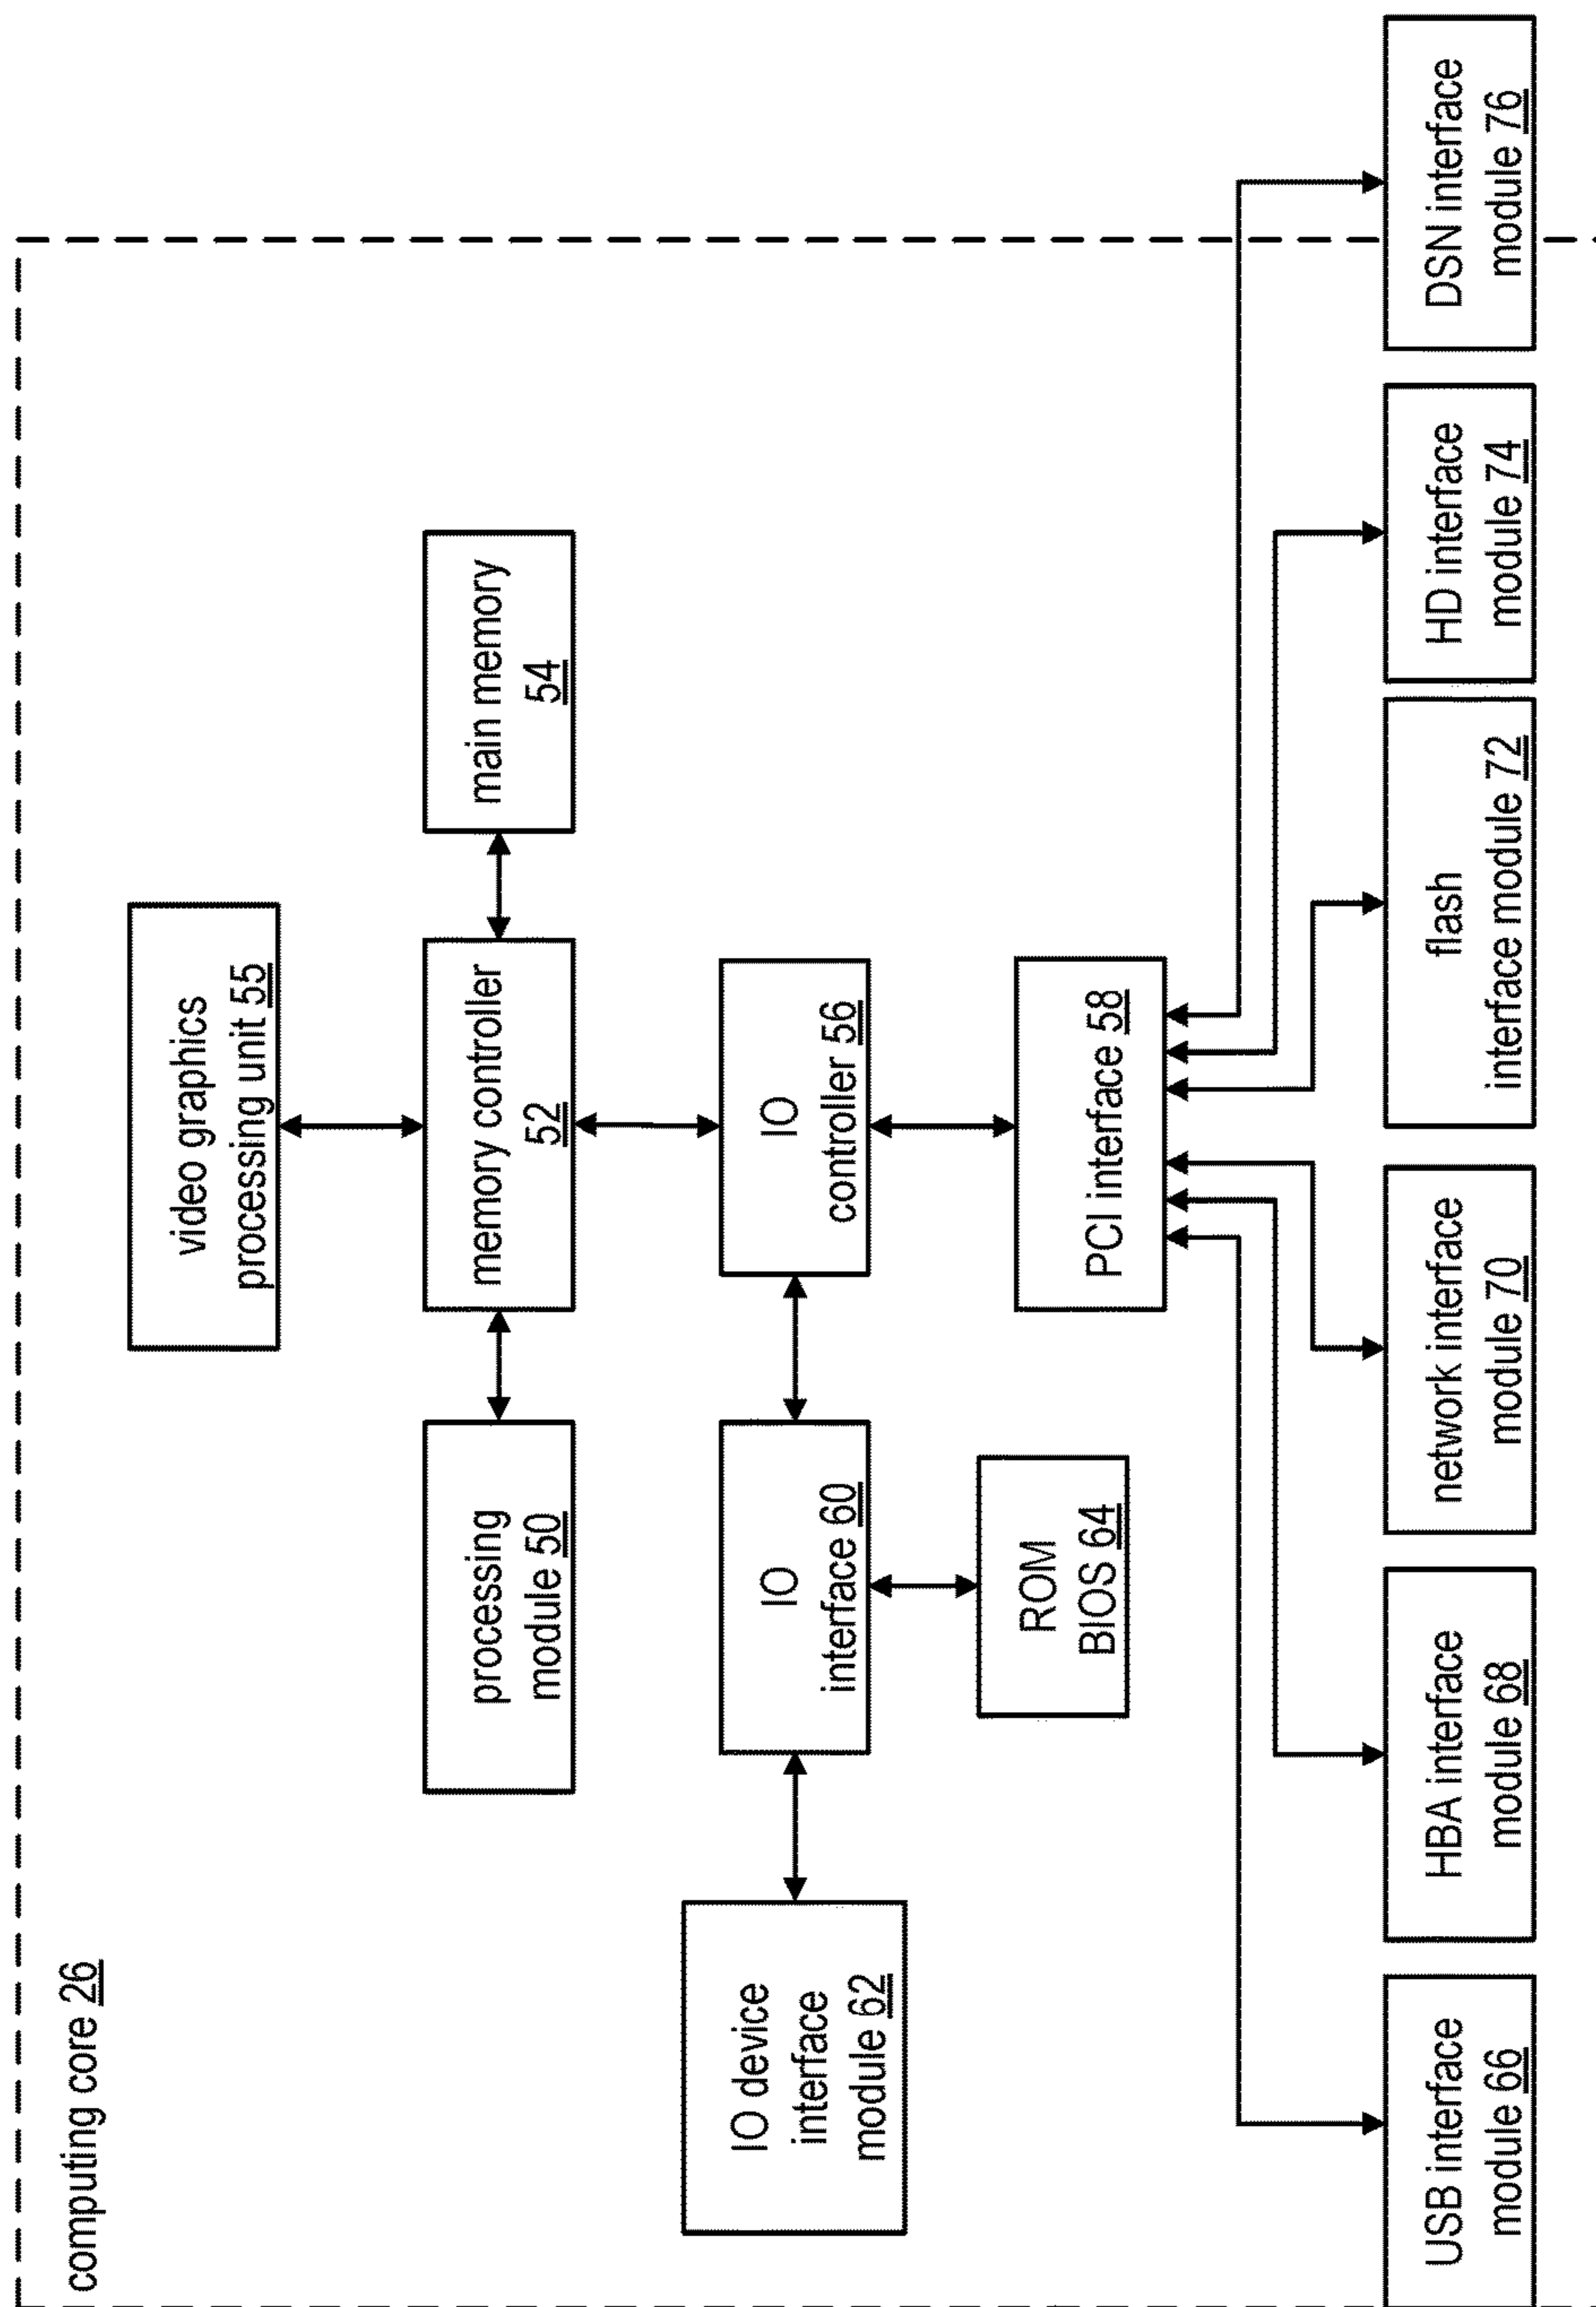 computing core 26
video graphics
processing unit 55
processing
module 50
memory controller
52
main memory
54
IO device
interface
module 62
IO
interface 60
IO
controller 56
ROM
BIOS 64
PCI interface 58
USB interface
module 66
HBA interface
module 68
network interface
module 70
flash
interface module 72
HD interface
module 74
DSN interface
module 76